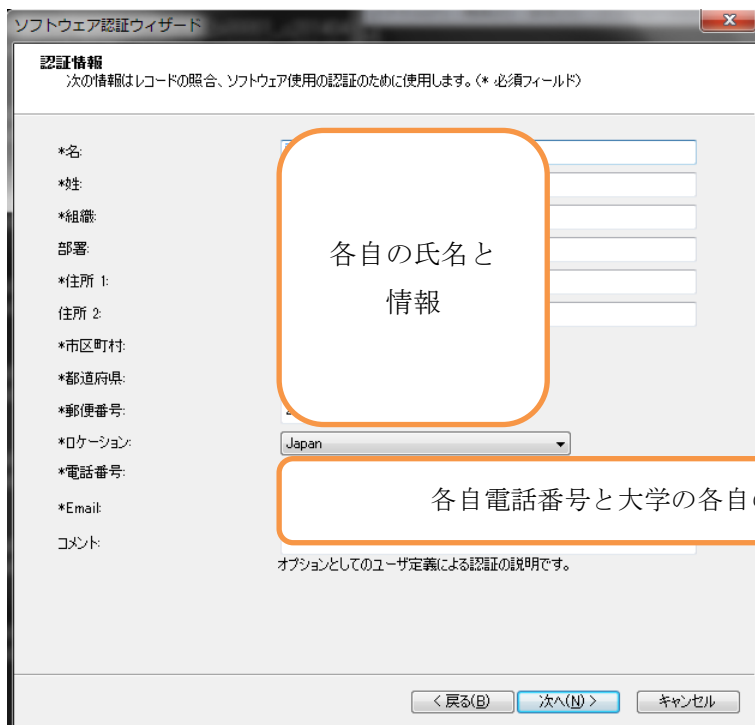 ソフトウェア認証ウィザード
認証情報
次の情報はレコードの照合、ソフトウェア使用の認証のために使用します。(* 必須フィールド)
*名:
*姓:
*組織:
部署:
*住所 1:
住所 2:
*市区町村:
*都道府県:
*郵便番号:
各自の氏名と
情報
*ロケーション:
Japan
*電話番号:
*Email:
各自電話番号と大学の各自
コメント:
オプションとしてのユーザ定義による認証の説明です。
< 戻る(B)
次へ(N) >
キャンセル